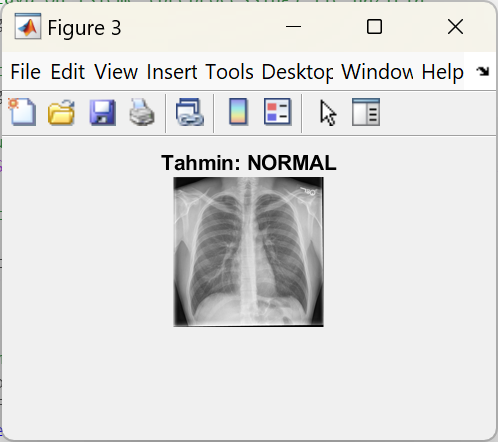 Figure 3
File Edit View Insert Tools Desktop Window Help
Tahmin: NORMAL